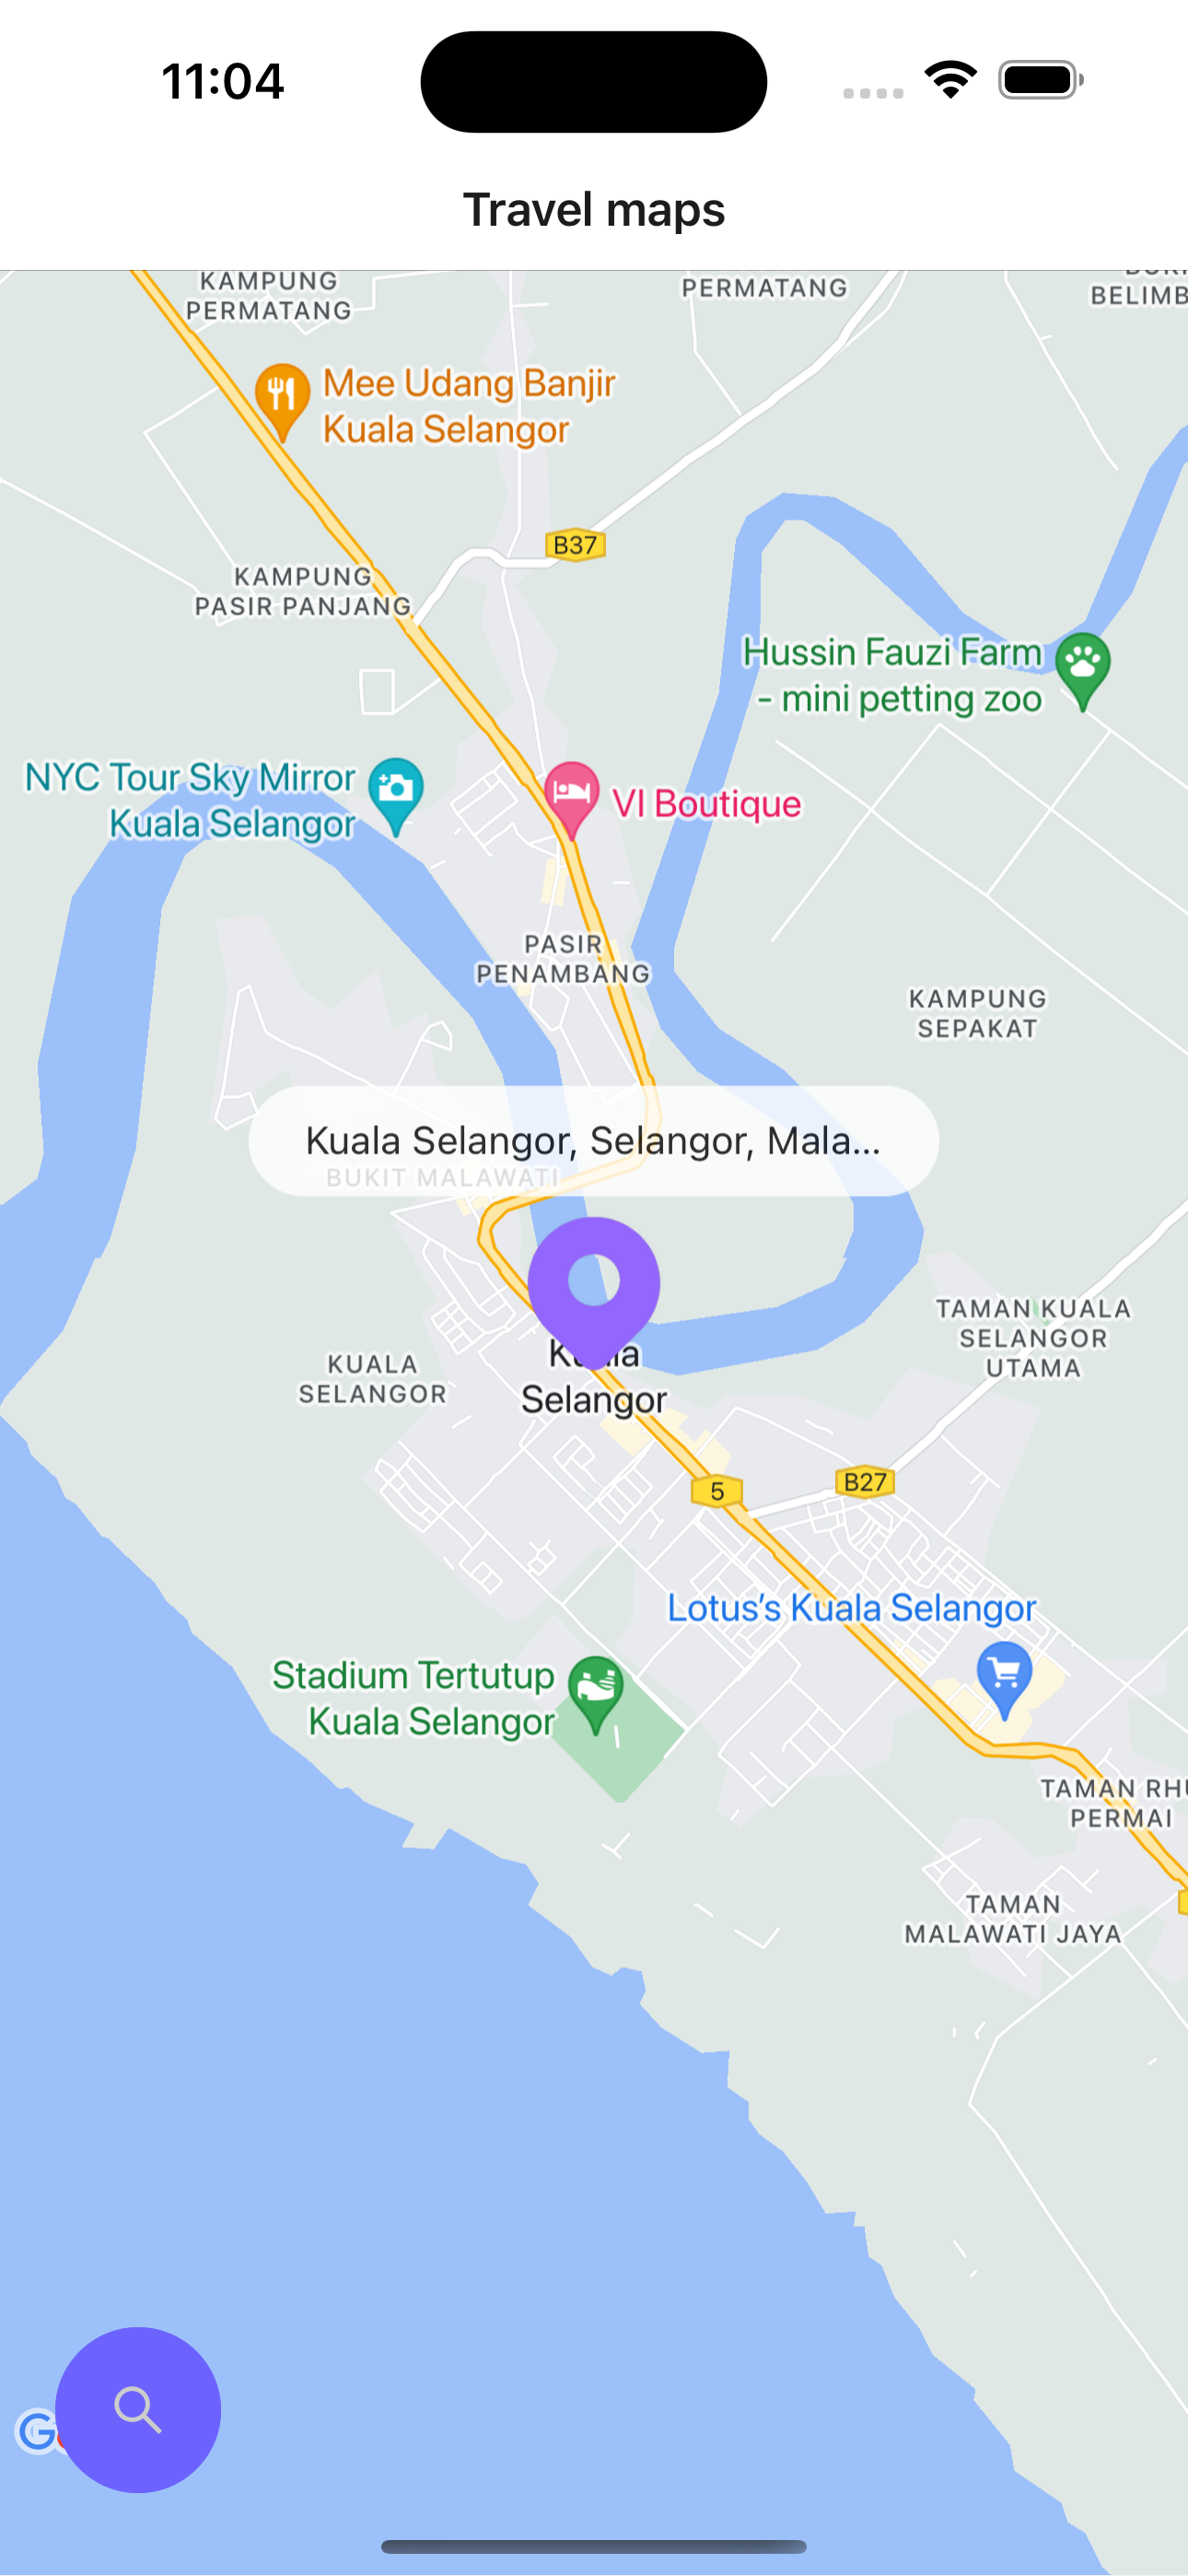 11:04
Travel maps
KAMPUNG
PERMATANG
PERMATANG
BELIMB
Mee Udang Banjir
Kuala Selangor
B37
KAMPUNG
PASIR PANJANG
Hussin Fauzi Farm
- mini petting zoo
NYC Tour Sky Mirror
Kuala Selangor
VI Boutique
PASIR
PENAMBANG
KAMPUNG
SEPAKAT
Kuala Selangor, Selangor, Mala...
BUKIT MALAWATI
TAMAN KUALA
SELANGOR
UTAMA
KUALA
SELANGOR
Kuala
Selangor
5
B27
Lotus's Kuala Selangor
Stadium Tertutup
Kuala Selangor
TAMAN RHU
PERMAI
TAMAN
MALAWATI JAYA
G